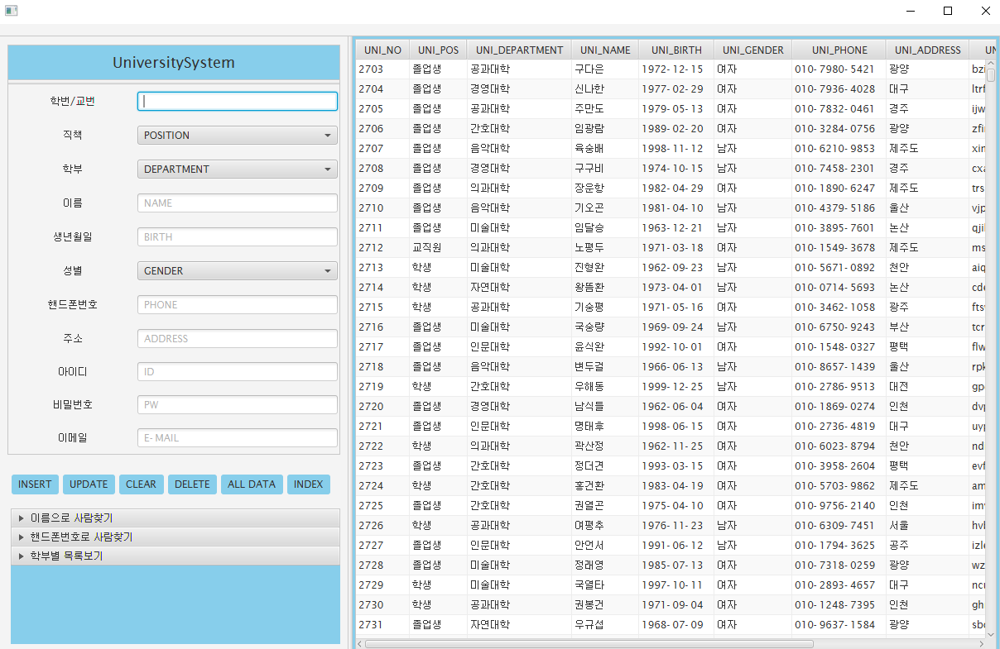 UniversitySystem
학번/교번
직책 POSITION
학부 DEPARTMENT
이름 NAME
생년월일 BIRTH
성별 GENDER
핸드폰번호 PHONE
주소 ADDRESS
아이디 ID
비밀번호 PW
이메일 E-MAIL
INSERT UPDATE CLEAR DELETE ALL DATA INDEX
이름으로 사람찾기
핸드폰번호로 사람찾기
학부별 목록보기
UNI_NO UNI_POS UNI_DEPARTMENT UNI_NAME UNI_BIRTH UNI_GENDER UNI_PHONE UNI_ADDRESS UN
2703 졸업생 공과대학 구다은 1972-12-15 여자 010-7980-5421 광양 bzi
2704 졸업생 경영대학 신나한 1977-02-29 여자 010-7936-4028 대구 ltrf
2705 졸업생 공과대학 주만도 1979-05-13 여자 010-7832-0461 경주 ijw
2706 졸업생 간호대학 임광람 1989-02-20 여자 010-3284-0756 광양 zfi
2707 졸업생 음악대학 육숭배 1998-11-12 남자 010-6210-9853 제주도 xin
2708 졸업생 경영대학 구구비 1974-10-15 남자 010-7458-2301 경주 cxa
2709 졸업생 의과대학 장운항 1982-04-29 여자 010-1890-6247 제주도 trs
2710 졸업생 음악대학 기오곤 1981-04-10 남자 010-4379-5186 울산 vjp
2711 졸업생 미술대학 임달승 1963-12-21 남자 010-3895-7601 논산 qjil
2712 교직원 의과대학 노평두 1971-03-18 여자 010-1549-3678 제주도 ms
2713 학생 미술대학 진형완 1962-09-23 남자 010-5671-0892 천안 aiq
2714 학생 자연대학 왕뜸환 1973-04-01 남자 010-0714-5693 논산 cde
2715 학생 공과대학 기숭평 1971-05-16 여자 010-3462-1058 광주 fts
2716 졸업생 미술대학 국숭량 1969-09-24 남자 010-6750-9243 부산 tcr
2717 졸업생 인문대학 윤식완 1992-10-01 여자 010-1548-0327 평택 flw
2718 졸업생 음악대학 변두걸 1966-06-13 남자 010-8657-1439 울산 rpk
2719 학생 간호대학 우해동 1999-12-25 남자 010-2786-9513 대전 gp
2720 졸업생 경영대학 남식들 1962-06-04 여자 010-1869-0274 인천 dvp
2721 졸업생 인문대학 명태후 1998-06-15 여자 010-2736-4819 대구 uyp
2722 학생 의과대학 곽산정 1962-11-25 여자 010-6023-8794 천안 nd
2723 졸업생 간호대학 정더견 1993-03-15 여자 010-3958-2604 평택 evf
2724 학생 간호대학 홍건환 1983-04-19 여자 010-5703-9862 제주도 am
2725 졸업생 간호대학 권열곤 1975-04-10 여자 010-9756-2140 인천 im
2726 학생 공과대학 여평추 1976-11-23 남자 010-6309-7451 서울 hvl
2727 졸업생 인문대학 안언서 1991-06-12 남자 010-1794-3625 공주 izle
2728 졸업생 미술대학 정래영 1985-07-13 여자 010-7318-0259 광양 wz
2729 학생 미술대학 국열타 1997-10-11 여자 010-2893-4657 대구 ncr
2730 학생 공과대학 권봉건 1971-09-04 여자 010-1248-7395 인천 gh
2731 졸업생 자연대학 우규섭 1968-07-09 여자 010-9637-1584 광양 sb